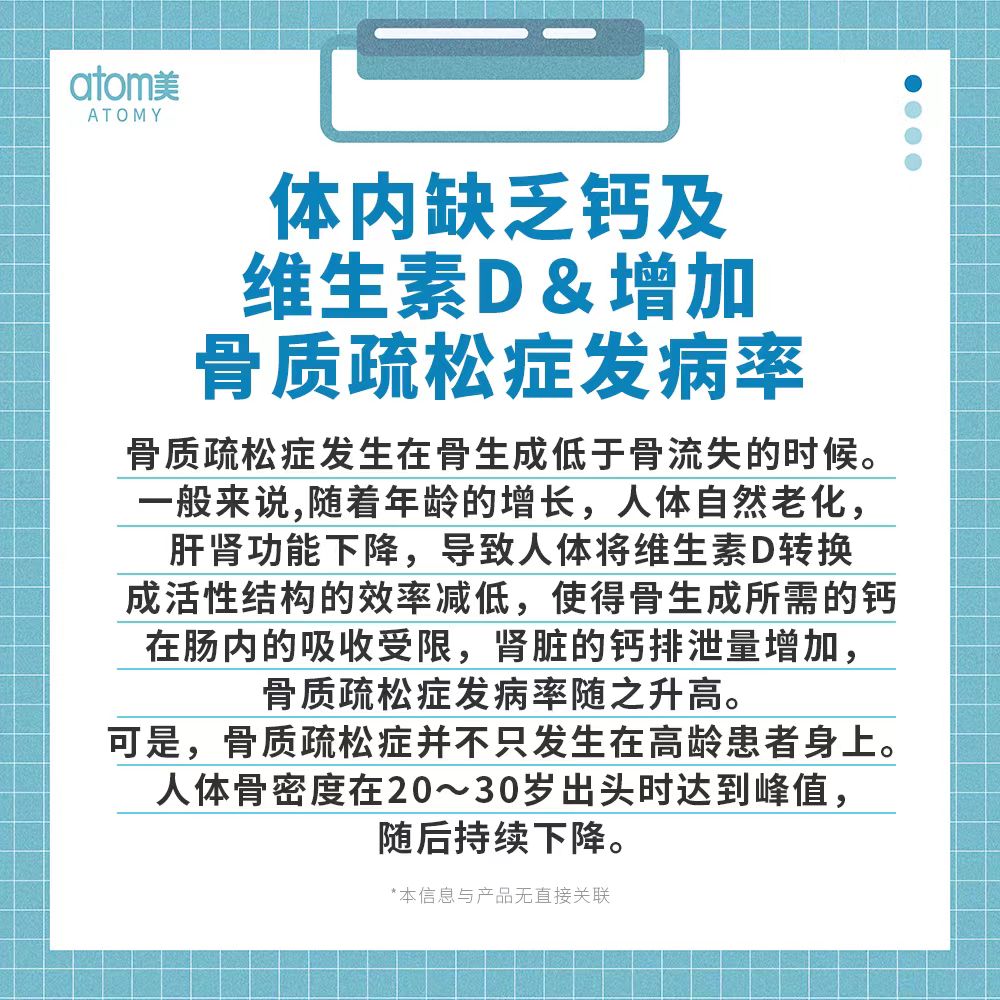 atom美
ATOMY
体内缺乏钙及
维生素D＆增加
骨质疏松症发病率
骨质疏松症发生在骨生成低于骨流失的时候。
一般来说,随着年龄的增长，人体自然老化，
肝肾功能下降，导致人体将维生素D转换
成活性结构的效率减低，使得骨生成所需的钙
在肠内的吸收受限，肾脏的钙排泄量增加，
骨质疏松症发病率随之升高。
可是，骨质疏松症并不只发生在高龄患者身上。
人体骨密度在20～30岁出头时达到峰值，
随后持续下降。
*本信息与产品无直接关联